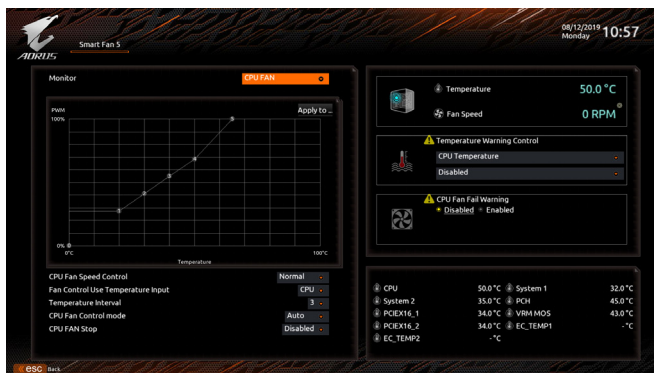 AORUS
Smart Fan 5
08/12/2019
Monday
10:57
Monitor
CPU FAN
PWM
100%
Apply to ...
0%
0°C
100°C
Temperature
CPU Fan Speed Control Normal
Fan Control Use Temperature Input CPU
Temperature Interval 3
CPU Fan Control mode Auto
CPU FAN Stop Disabled
Temperature 50.0 °C
Fan Speed 0 RPM
Temperature Warning Control
CPU Temperature
Disabled
CPU Fan Fail Warning
Disabled Enabled
CPU 50.0°C System 1 32.0°C
System 2 35.0°C PCH 45.0°C
PCIEX16_1 34.0°C VRM MOS 43.0°C
PCIEX16_2 34.0°C EC_TEMP1 -°C
EC_TEMP2 -°C
esc Back